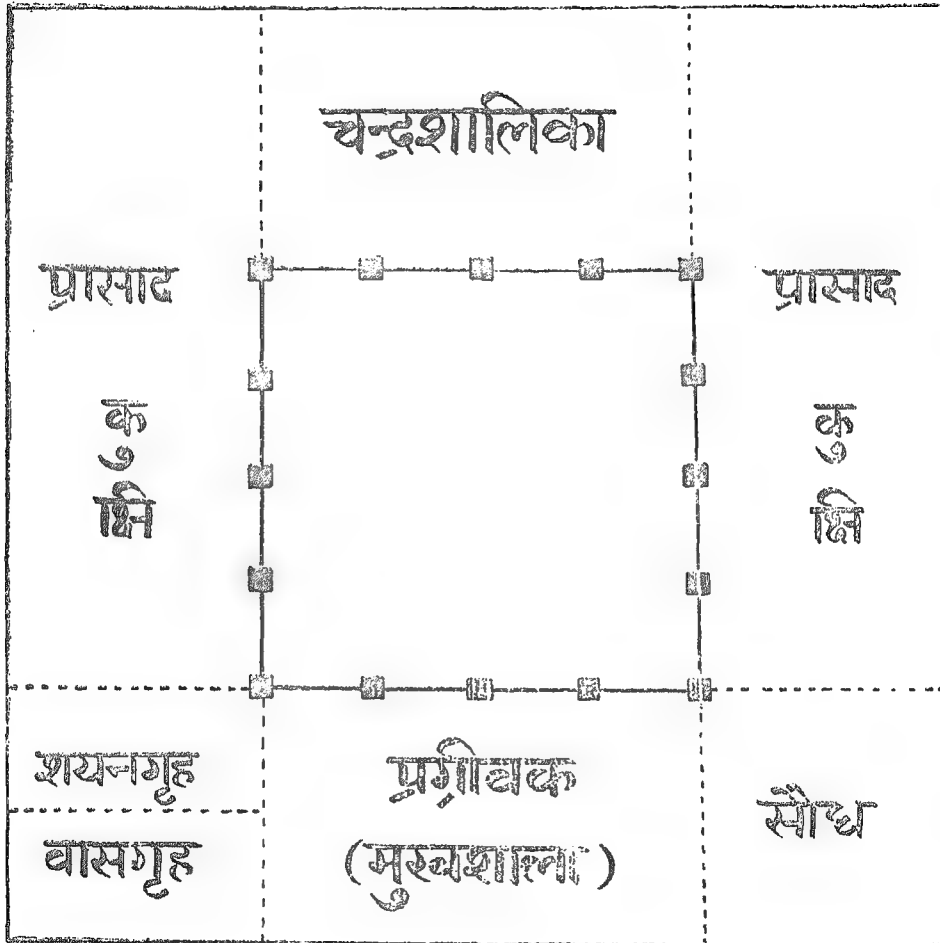 चन्द्रशालिका
प्रासाद
प्रासाद
कु
क्षि
कु
क्षि
शयनगृह
प्रग्रीवक
सौध
वासगृह
(मुखशाला)